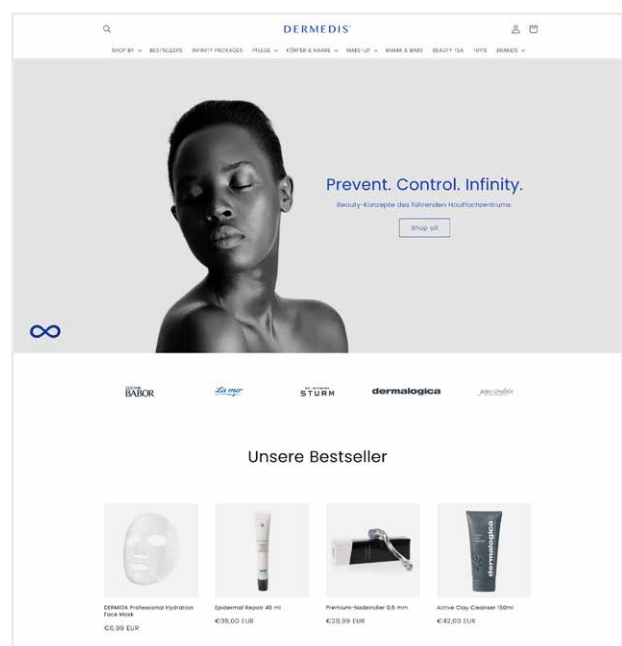 DERMEDIS
SHOP BY
BESTSELLERS
INFINITY PACKAGES
PFLEGE
KÖRPER & HAARE
MAKE-UP
MAMA & BABY
BEAUTY TEA
TIPPS
BRANDS
Prevent. Control. Infinity.
Beauty-Konzepte des führenden Hautfachzentrums.
Shop all
BABOR
La mer
STURM
dermalogica
Unsere Bestseller
dermalogica
DERMIDA Professional Hydration
Face Mask
€6,99 EUR
Epidermal Repair 40 ml
€39,00 EUR
Premium-Nadelroller 0,5 mm
€28,99 EUR
Active Clay Cleanser 150ml
€42,00 EUR